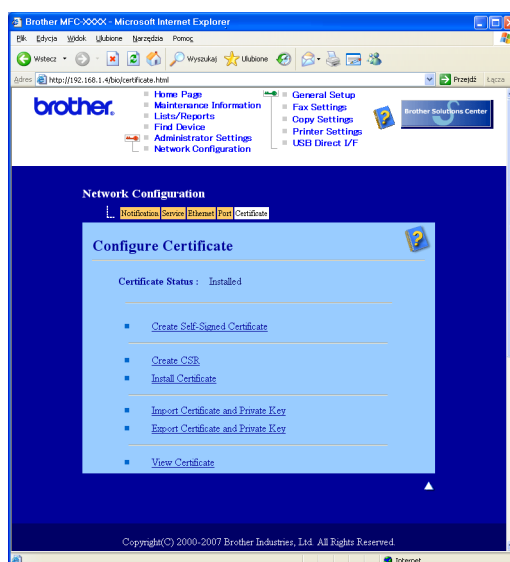 Brother MFC-XXXX - Microsoft Internet Explorer
Plik Edycja Widok Ulubione Narzędzia Pomoc
Wstecz Wyszukaj Ulubione
Adres http://192.168.1.4/bio/certificate.html Przejdź Łącza
brother.
Home Page
Maintenance Information
Lists/Reports
Find Device
Administrator Settings
Network Configuration
General Setup
Fax Settings
Copy Settings
Printer Settings
USB Direct I/F
Brother Solutions Center
Network Configuration
Notification Service Ethernet Port Certificate
Configure Certificate
Certificate Status : Installed
Create Self-Signed Certificate
Create CSR
Install Certificate
Import Certificate and Private Key
Export Certificate and Private Key
View Certificate
Copyright(C) 2000-2007 Brother Industries, Ltd. All Rights Reserved.
Internet